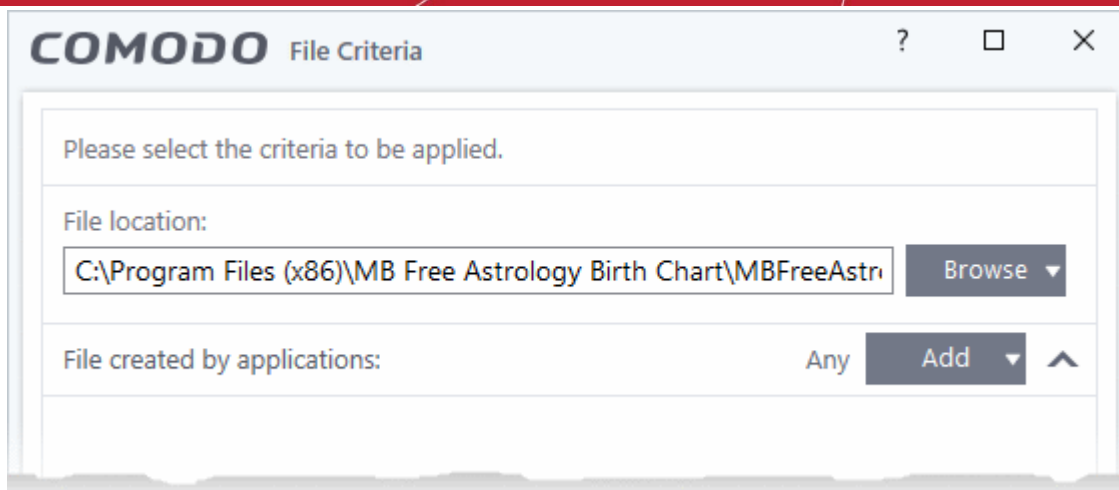 COMODO File Criteria ?
Please select the criteria to be applied.
File location:
C:\Program Files (x86)\MB Free Astrology Birth Chart\MBFreeAstr Browse
File created by applications: Any Add